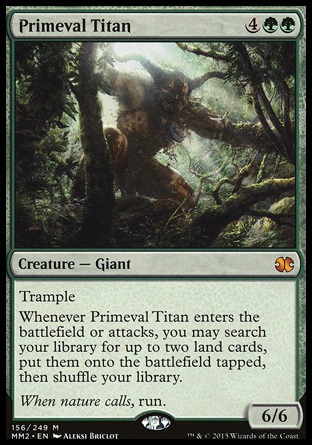 Primeval Titan 4
Creature — Giant
Trample
Whenever Primeval Titan enters the
battlefield or attacks, you may search
your library for up to two land cards,
put them onto the battlefield tapped,
then shuffle your library.
When nature calls, run.
6/6
156/249 M
MM2 • EN Aleksi Briclot ™ & © 2015 Wizards of the Coast